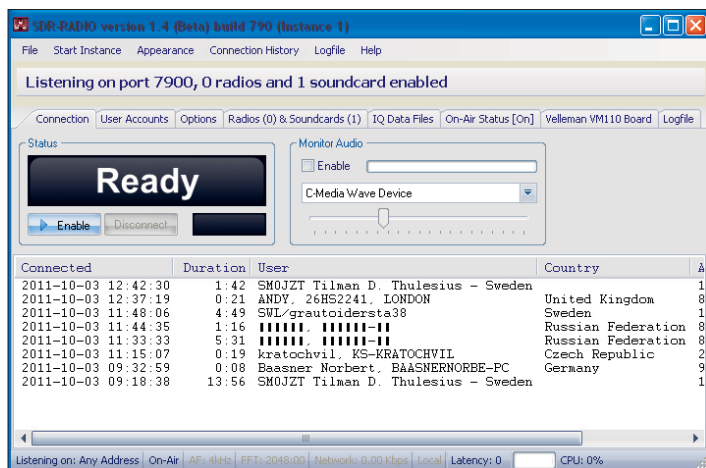 SDR-RADIO version 1.4 (Beta) build 790 (Instance 1)
File Start Instance Appearance Connection History Logfile Help
Listening on port 7900, 0 radios and 1 soundcard enabled
Connection User Accounts Options Radios (0) & Soundcards (1) IQ Data Files On-Air Status [On] Velleman VM110 Board Logfile
Status
Ready
Enable Disconnect
Monitor Audio
Enable
C-Media Wave Device
Connected Duration User Country A
2011-10-03 12:42:30 1:42 SM0JZT Tilman D. Thulesius - Sweden 1
2011-10-03 12:37:19 0:21 ANDY, 26HS2241, LONDON United Kingdom 8
2011-10-03 11:48:06 4:49 SWL/grautoidersta38 Sweden 1
2011-10-03 11:44:35 1:16 Russian Federation 8
2011-10-03 11:33:33 5:31 Russian Federation 8
2011-10-03 11:15:07 0:19 kratochvil, KS-KRATOCHVIL Czech Republic 2
2011-10-03 09:32:59 0:08 Baasner Norbert, BAASNERNORBE-PC Germany 9
2011-10-03 09:18:38 13:56 SM0JZT Tilman D. Thulesius - Sweden 1
Listening on: Any Address On-Air AF: 4kHz FFT: 2048:00 Network: 0.00 Kbps Local Latency: 0 CPU: 0%